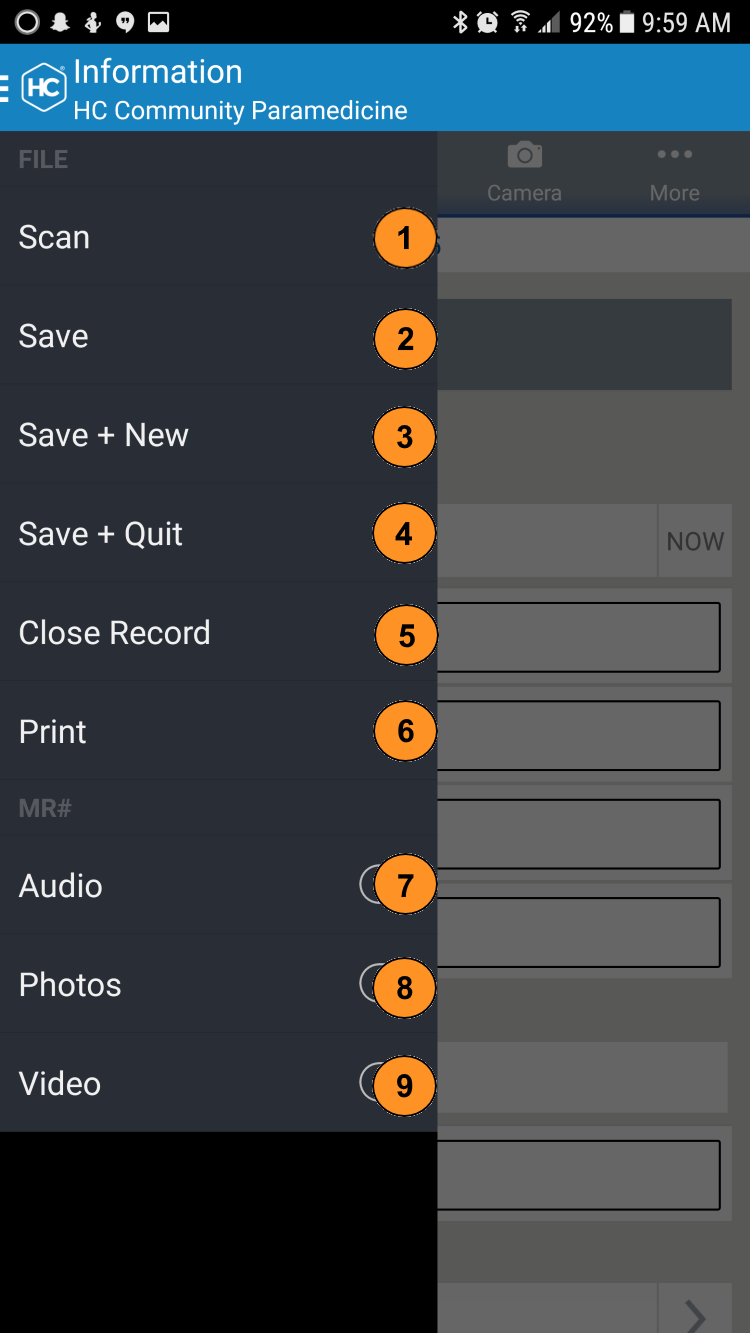 92% 9:59 AM
HC
Information
HC Community Paramedicine
FILE
Camera
More
Scan 1
Save 2
Save + New 3
Save + Quit 4
NOW
Close Record 5
Print 6
MR#
Audio 7
Photos 8
Video 9